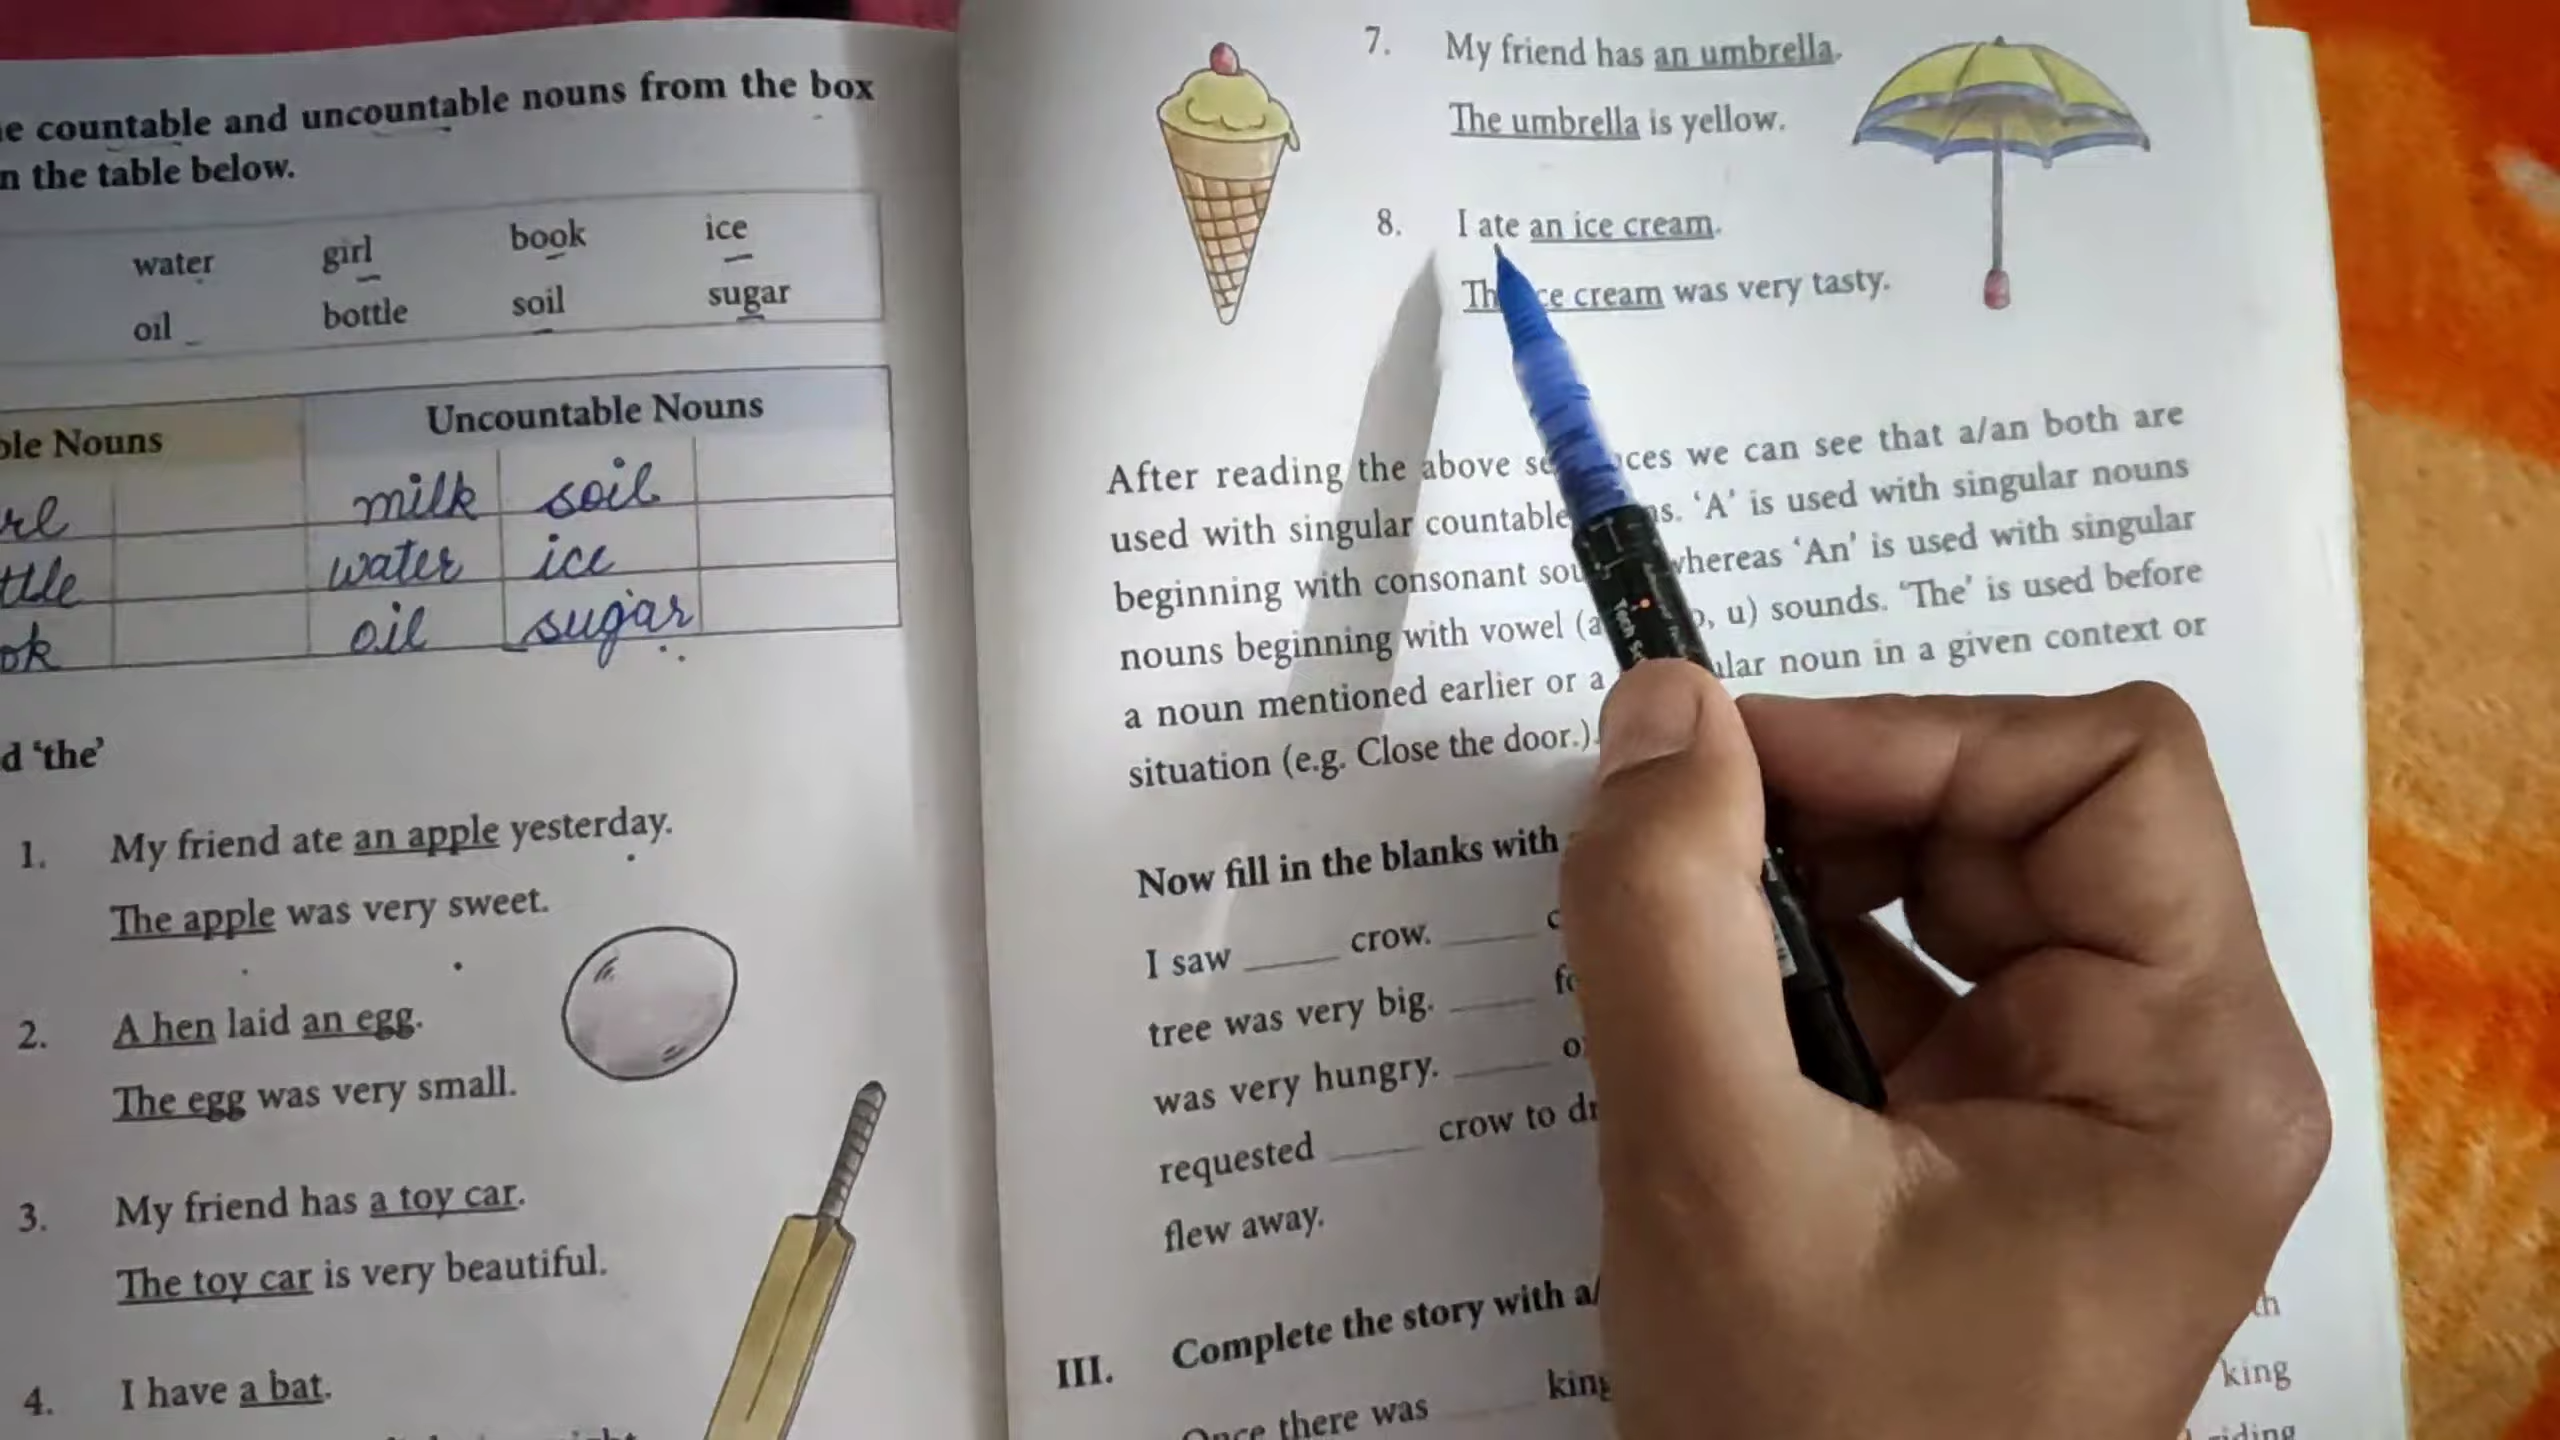 countable and uncountable nouns from the box
the table below.
water girl book ice
oil bottle soil sugar
Nouns Uncountable Nouns
milk soil
water ice
oil sugar
'the'
1. My friend ate an apple yesterday.
The apple was very sweet.
2. A hen laid an egg.
The egg was very small.
3. My friend has a toy car.
The toy car is very beautiful.
4. I have a bat.
7. My friend has an umbrella.
The umbrella is yellow.
8. I ate an ice cream.
cream was very tasty.
After reading the above we can see that a/an both are
used with singular countable 'A' is used with singular nouns
beginning with consonant whereas 'An' is used with singular
nouns beginning with vowel u) sounds. 'The' is used before
a noun mentioned earlier or a noun in a given context or
situation (e.g. Close the door.)
Now fill in the blanks with
I saw _____ crow. _____
tree was very big. _____
was very hungry. _____
requested _____ crow to
flew away.
III. Complete the story with a/
Once there was _____ king
king
riding